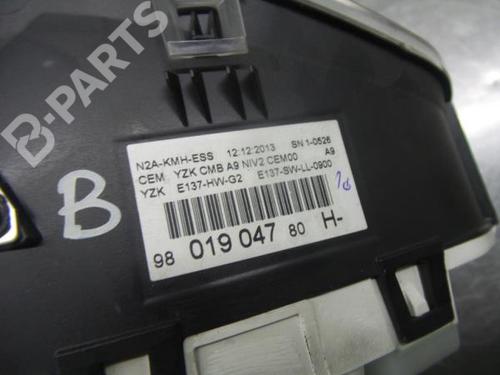 B-PARTS
N2A-KMH-ESS 12:12:2013 SN 1-0526
CEM YZK CMB A9 NIV2 CEM00 A9
YZK E137-HW-G2 E137-SW-LL-0900
98 019 047 80 H-
B